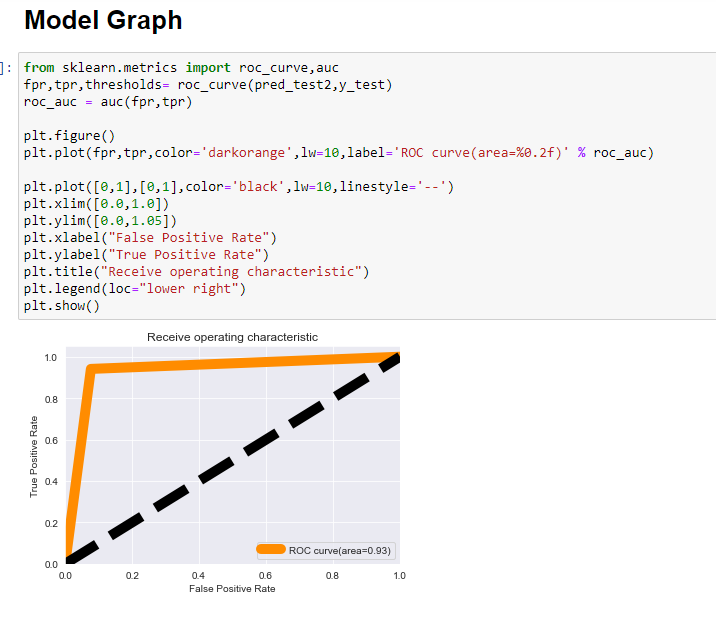 Model Graph
]:
from sklearn.metrics import roc_curve,auc
fpr,tpr,thresholds= roc_curve(pred_test2,y_test)
roc_auc = auc(fpr,tpr)
plt.figure()
plt.plot(fpr,tpr,color='darkorange',lw=10,label='ROC curve(area=%0.2f)' % roc_auc)
plt.plot([0,1],[0,1],color='black',lw=10,linestyle='--')
plt.xlim([0.0,1.0])
plt.ylim([0.0,1.05])
plt.xlabel("False Positive Rate")
plt.ylabel("True Positive Rate")
plt.title("Receive operating characteristic")
plt.legend(loc="lower right")
plt.show()
Receive operating characteristic
True Positive Rate
1.0
0.8
0.6
0.4
0.2
0.0
ROC curve(area=0.93)
0.0 0.2 0.4 0.6 0.8 1.0
False Positive Rate